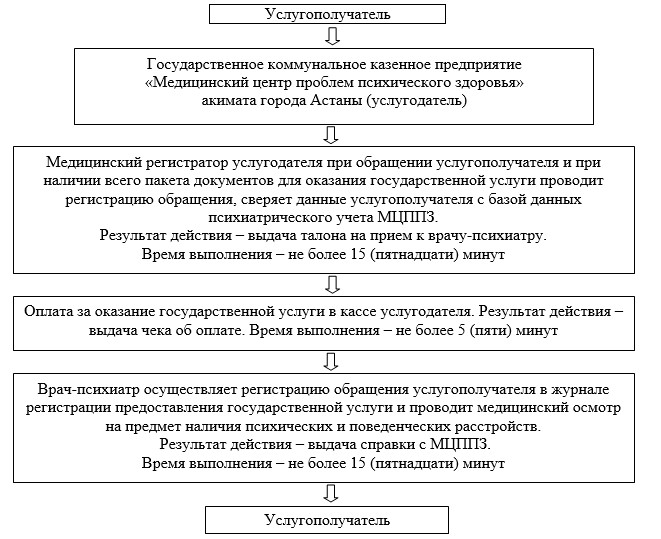 Услугополучатель
Государственное коммунальное казенное предприятие
«Медицинский центр проблем психического здоровья»
акимата города Астаны (услугодатель)
Медицинский регистратор услугодателя при обращении услугополучателя и при
наличии всего пакета документов для оказания государственной услуги проводит
регистрацию обращения, сверяет данные услугополучателя с базой данных
психиатрического учета МЦППЗ.
Результат действия – выдача талона на прием к врачу-психиатру.
Время выполнения – не более 15 (пятнадцати) минут
Оплата за оказание государственной услуги в кассе услугодателя. Результат действия –
выдача чека об оплате. Время выполнения – не более 5 (пяти) минут
Врач-психиатр осуществляет регистрацию обращения услугополучателя в журнале
регистрации предоставления государственной услуги и проводит медицинский осмотр
на предмет наличия психических и поведенческих расстройств.
Результат действия – выдача справки с МЦППЗ.
Время выполнения – не более 15 (пятнадцати) минут
Услугополучатель